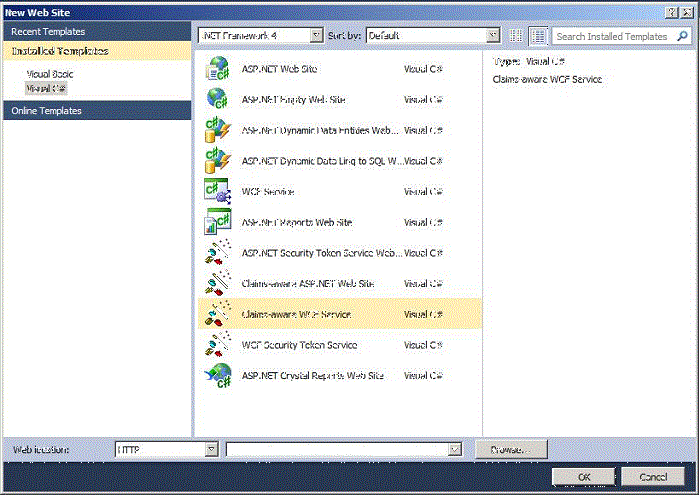 New Web Site
Recent Templates
Installed Templates
Visual Basic
Visual C#
Online Templates
.NET Framework 4
Sort by: Default
Search Installed Templates
ASP.NET Web Site Visual C#
ASP.NET Empty Web Site Visual C#
ASP.NET Dynamic Data Entities Web... Visual C#
ASP.NET Dynamic Data Linq to SQL W... Visual C#
WCF Service Visual C#
ASP.NET Reports Web Site Visual C#
ASP.NET Security Token Service Web... Visual C#
Claims-aware ASP.NET Web Site Visual C#
Claims-aware WCF Service Visual C#
WCF Security Token Service Visual C#
ASP.NET Crystal Reports Web Site Visual C#
Type: Visual C#
Claims-aware WCF Service
Web location: HTTP Browse...
OK Cancel